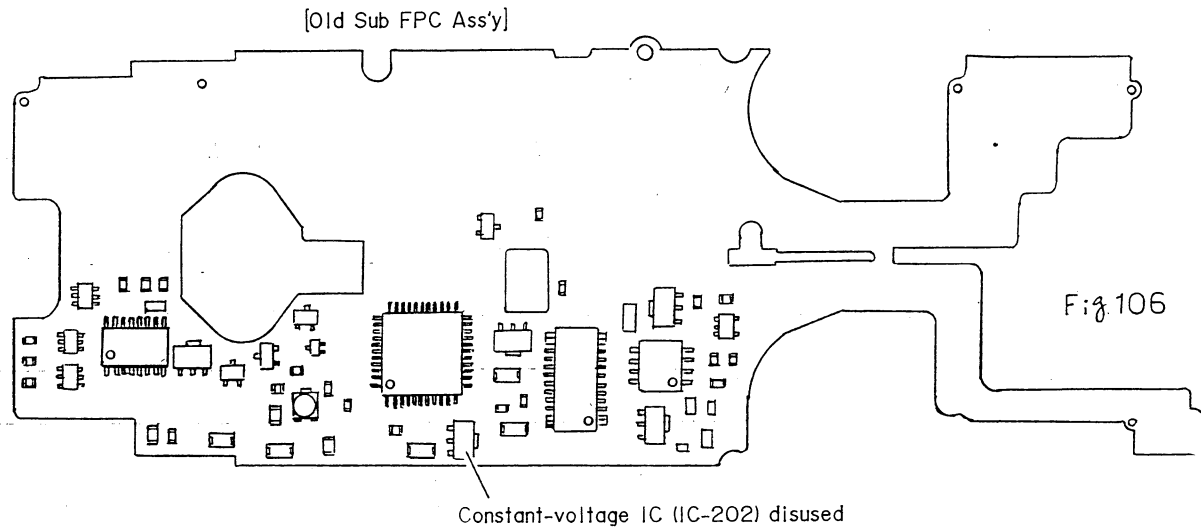 [Old Sub FPC Ass'y]
Fig.106
Constant-voltage IC (IC-202) disused